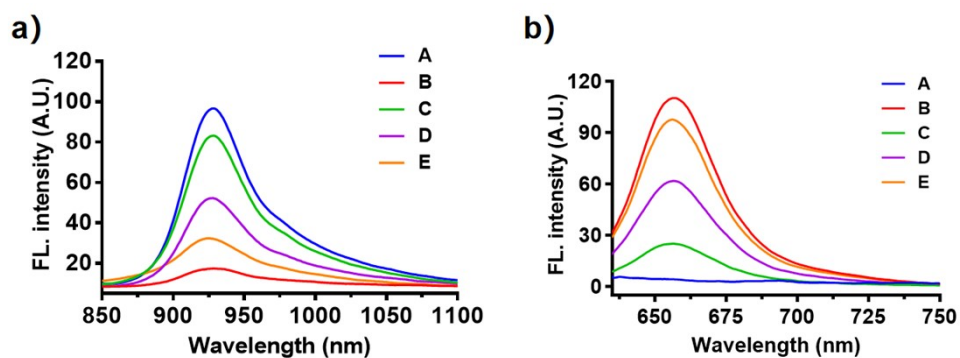 a)
FL. intensity (A.U.)
120
100
80
60
40
20
850
900
950
1000
1050
1100
Wavelength (nm)
A
B
C
D
E
b)
FL. intensity (A.U.)
120
90
60
30
0
650
675
700
725
750
Wavelength (nm)
A
B
C
D
E